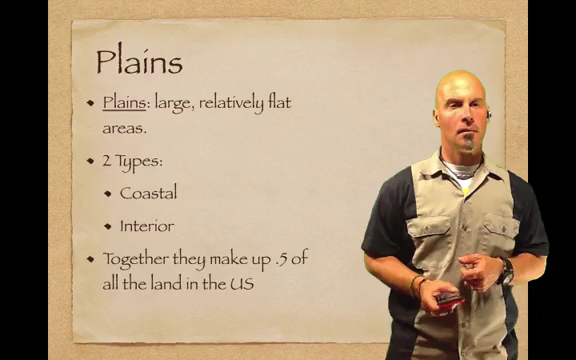 Plains
Plains: large, relatively flat
areas.
2 Types:
Coastal
Interior
Together they make up .5 of
all the land in the US